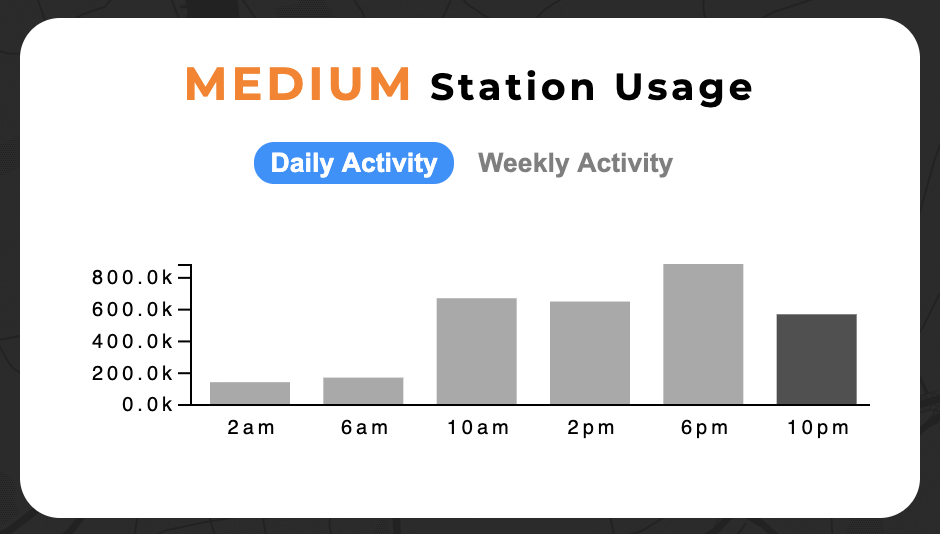 MEDIUM Station Usage
Daily Activity Weekly Activity
800.0k
600.0k
400.0k
200.0k
0.0k
2am 6am 10am 2pm 6pm 10pm